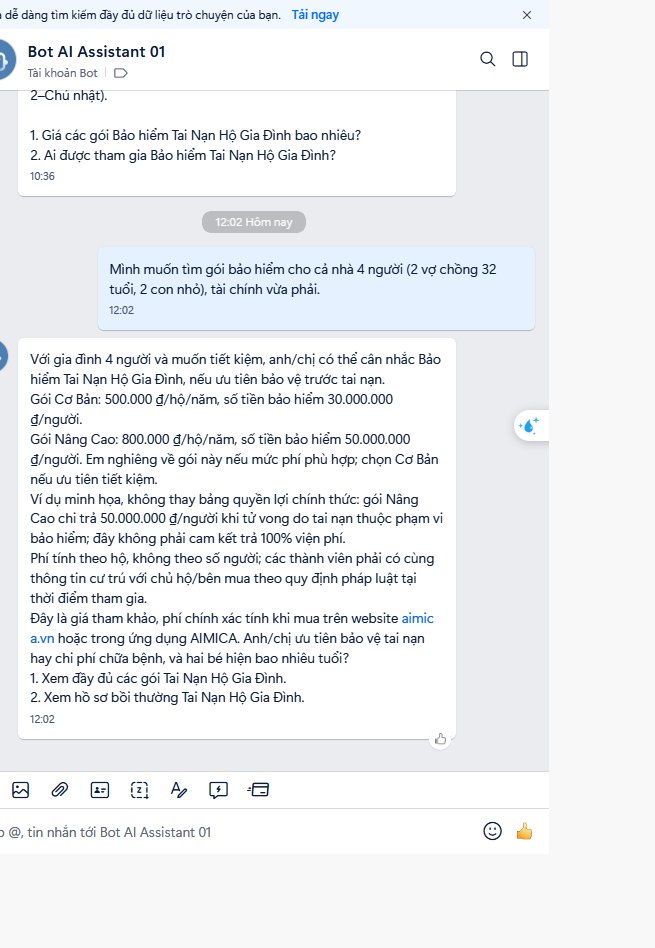 dễ dàng tìm kiếm đầy đủ dữ liệu trò chuyện của bạn. Tải ngay
Bot AI Assistant 01
Tài khoản Bot
2–Chủ nhật).
1. Giá các gói Bảo hiểm Tai Nạn Hộ Gia Đình bao nhiêu?
2. Ai được tham gia Bảo hiểm Tai Nạn Hộ Gia Đình?
10:36
12:02 Hôm nay
Mình muốn tìm gói bảo hiểm cho cả nhà 4 người (2 vợ chồng 32
tuổi, 2 con nhỏ), tài chính vừa phải.
12:02
Với gia đình 4 người và muốn tiết kiệm, anh/chị có thể cân nhắc Bảo
hiểm Tai Nạn Hộ Gia Đình, nếu ưu tiên bảo vệ trước tai nạn.
Gói Cơ Bản: 500.000 ₫/hộ/năm, số tiền bảo hiểm 30.000.000
₫/người.
Gói Nâng Cao: 800.000 ₫/hộ/năm, số tiền bảo hiểm 50.000.000
₫/người. Em nghiêng về gói này nếu mức phí phù hợp; chọn Cơ Bản
nếu ưu tiên tiết kiệm.
Ví dụ minh họa, không thay bảng quyền lợi chính thức: gói Nâng
Cao chi trả 50.000.000 ₫/người khi tử vong do tai nạn thuộc phạm vi
bảo hiểm; đây không phải cam kết trả 100% viện phí.
Phí tính theo hộ, không theo số người; các thành viên phải có cùng
thông tin cư trú với chủ hộ/bên mua theo quy định pháp luật tại
thời điểm tham gia.
Đây là giá tham khảo, phí chính xác tính khi mua trên website aimic
a.vn hoặc trong ứng dụng AIMICA. Anh/chị ưu tiên bảo vệ tai nạn
hay chi phí chữa bệnh, và hai bé hiện bao nhiêu tuổi?
1. Xem đầy đủ các gói Tai Nạn Hộ Gia Đình.
2. Xem hồ sơ bồi thường Tai Nạn Hộ Gia Đình.
12:02
@, tin nhắn tới Bot AI Assistant 01